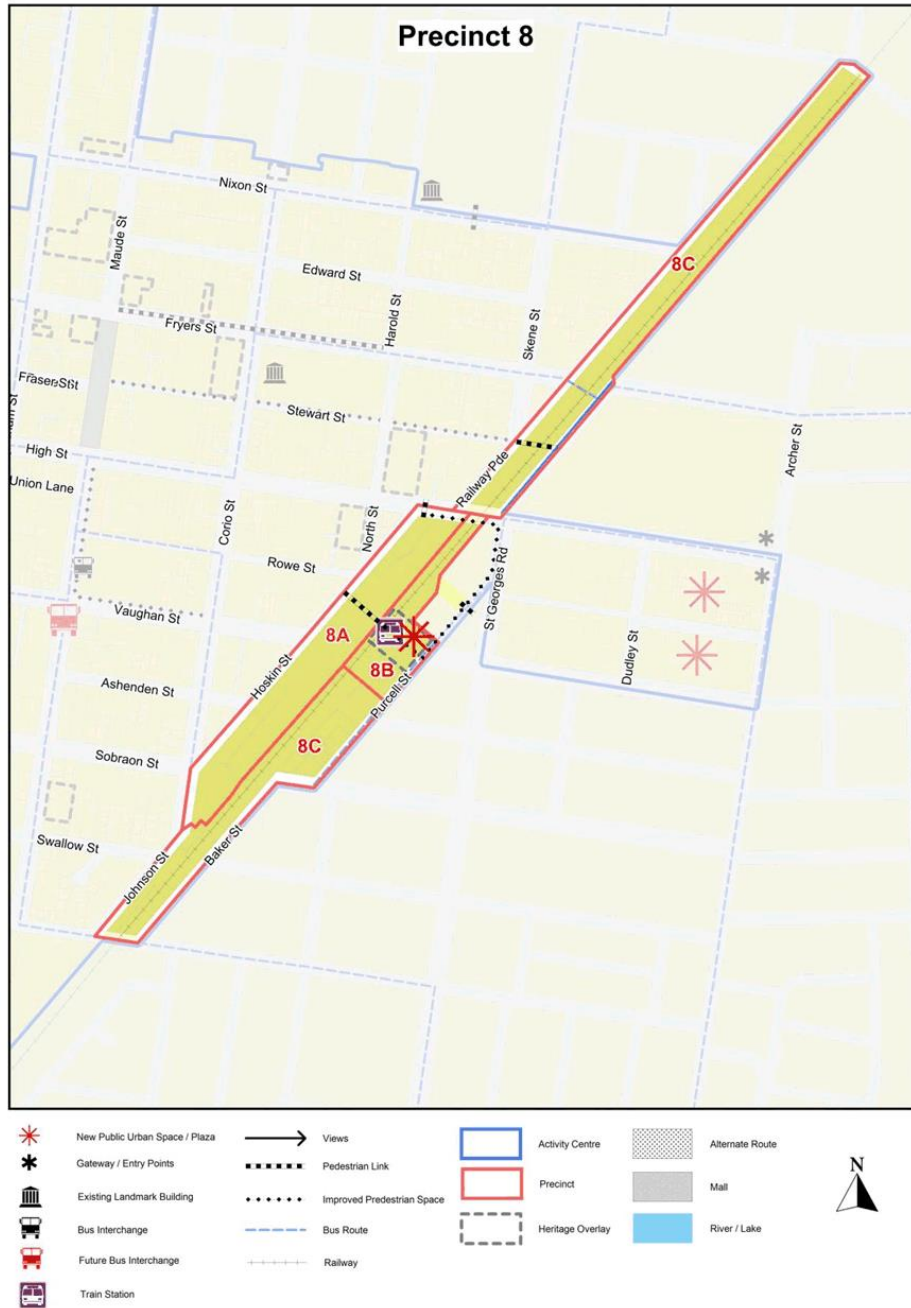 Precinct 8
Nixon St
Maude St
8C
Edward St
Harold St
Fryers St
Skene St
Stewart St
High St
Railway Pde
Archer St
Union Lane
Corio St
North St
Rowe St
St Georges Rd
Vaughan St
8A
Hoskin St
8B
Dudley St
Purcell St
Ashenden St
8C
Sobraon St
Baker St
Swallow St
Johnson St
New Public Urban Space / Plaza
Gateway / Entry Points
Existing Landmark Building
Bus Interchange
Future Bus Interchange
Train Station
Views
Pedestrian Link
Improved Predestrian Space
Bus Route
Railway
Activity Centre
Precinct
Heritage Overlay
Alternate Route
Mall
River / Lake
N